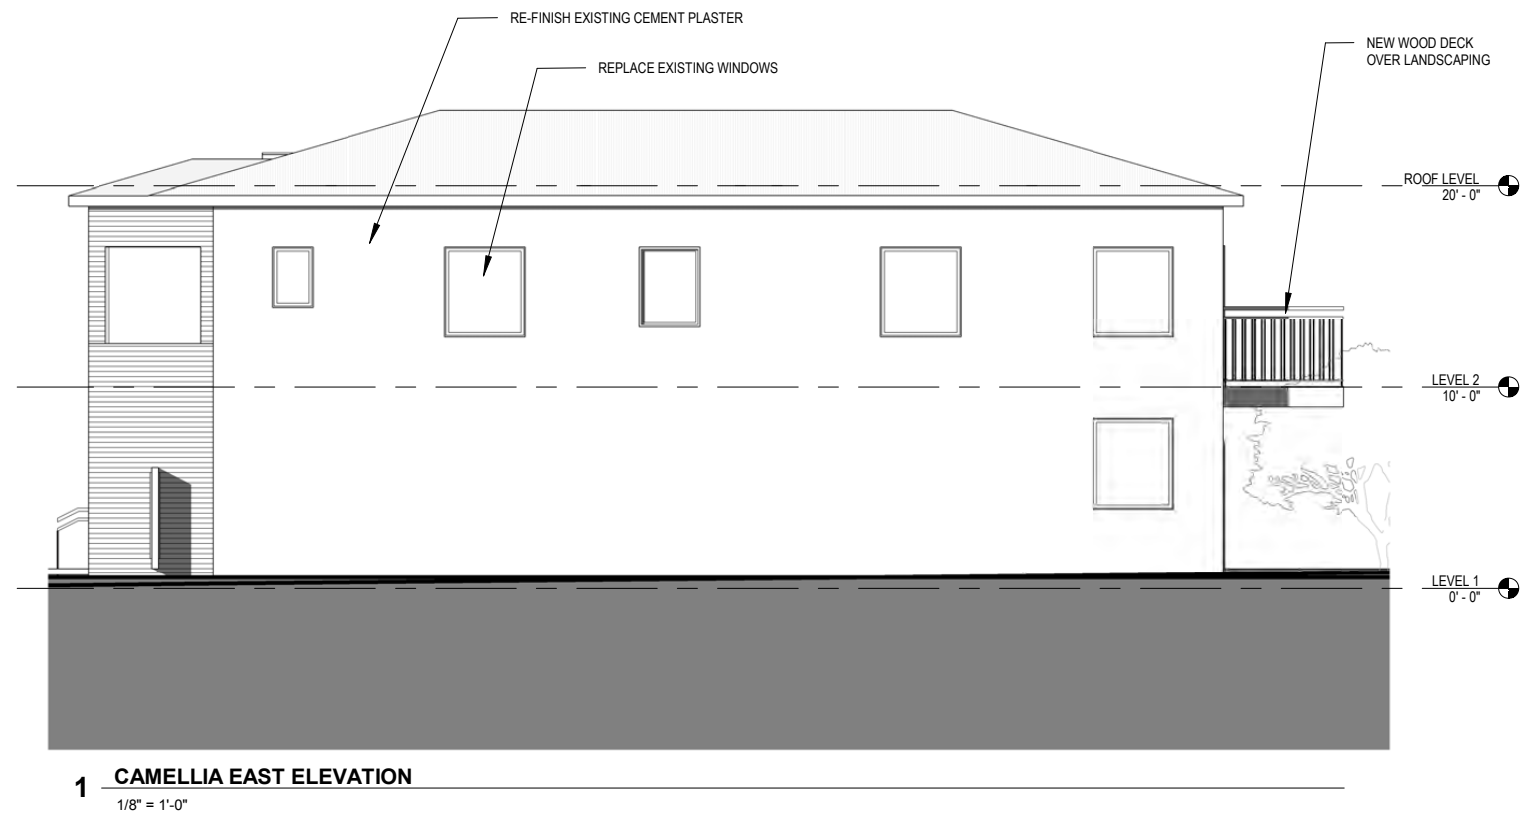 RE-FINISH EXISTING CEMENT PLASTER
REPLACE EXISTING WINDOWS
NEW WOOD DECK
OVER LANDSCAPING
ROOF LEVEL
20' - 0"
LEVEL 2
10' - 0"
LEVEL 1
0' - 0"
1 CAMELLIA EAST ELEVATION
1/8" = 1'-0"